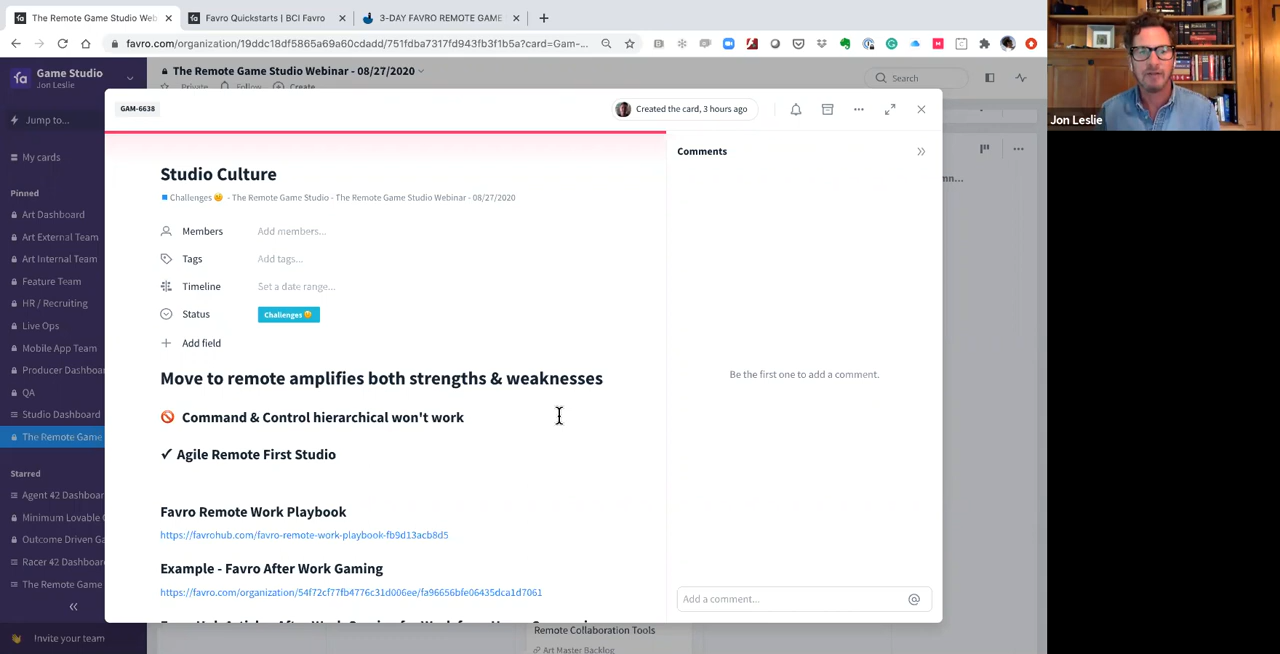 The Remote Game Studio Web
Favro Quickstarts | BCI Favro
3-DAY FAVRO REMOTE GAME
favro.com/organization/19ddc18df5865a69a60cdadd/751fdba7317fd943fb3f1b5a?card=Gam-...
Game Studio
Jon Leslie
The Remote Game Studio Webinar - 08/27/2020
Private
Follow
Create
Search
Jump to...
My cards
Pinned
Art Dashboard
Art External Team
Art Internal Team
Feature Team
HR / Recruiting
Live Ops
Mobile App Team
Producer Dashboa
QA
Studio Dashboard
The Remote Game
Starred
Agent 42 Dashboar
Minimum Lovable
Outcome Driven Ga
Racer 42 Dashboar
The Remote Game
Invite your team
GAM-6638
Created the card, 3 hours ago
Studio Culture
Challenges - The Remote Game Studio - The Remote Game Studio Webinar - 08/27/2020
Members Add members...
Tags Add tags...
Timeline Set a date range...
Status Challenges
Add field
Move to remote amplifies both strengths & weaknesses
🚫 Command & Control hierarchical won't work
✓ Agile Remote First Studio
Favro Remote Work Playbook
https://favrohub.com/favro-remote-work-playbook-fb9d13acb8d5
Example - Favro After Work Gaming
https://favro.com/organization/54f72cf77fb4776c31d006ee/fa96656bfe06435dca1d7061
Comments
Be the first one to add a comment.
Add a comment...
Remote Collaboration Tools
Art Master Backlog
Jon Leslie